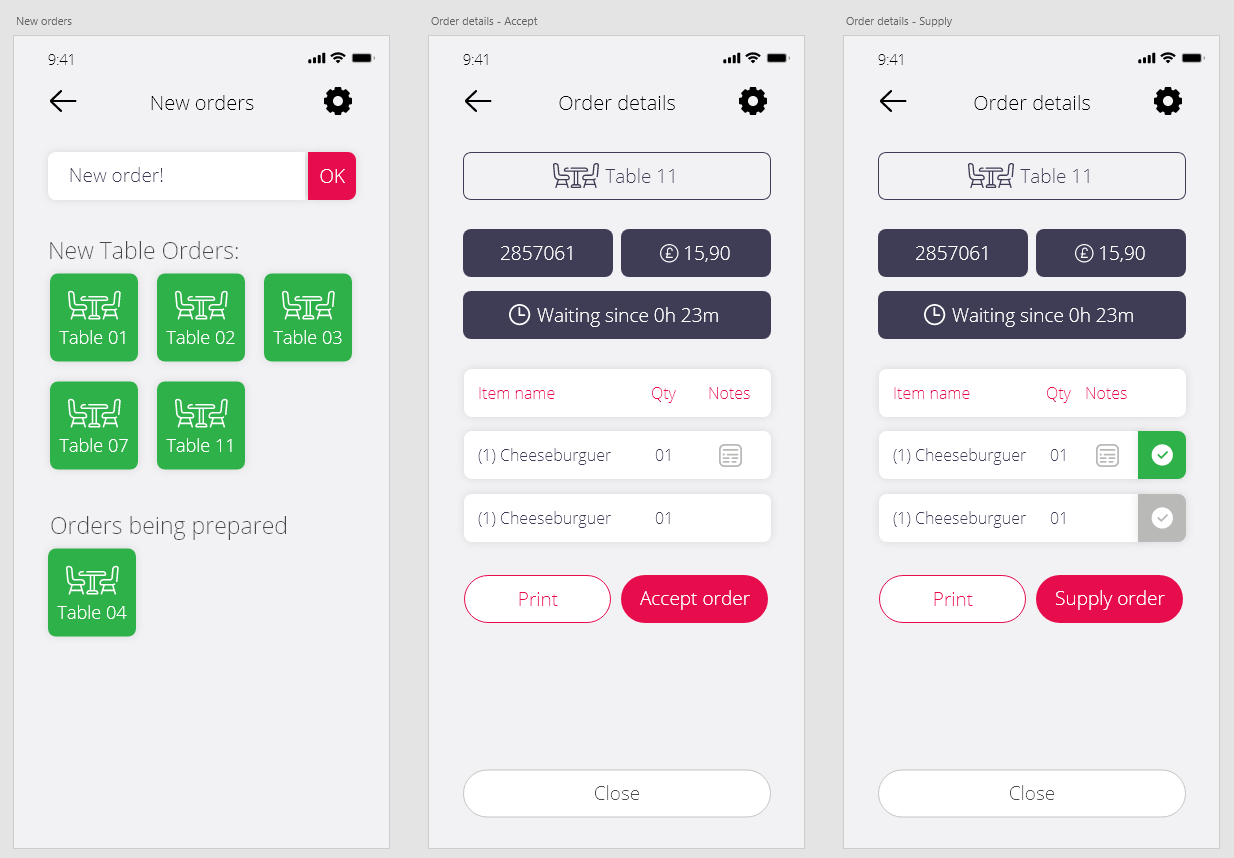 New orders
9:41
New orders
New order!
OK
New Table Orders:
Table 01
Table 02
Table 03
Table 07
Table 11
Orders being prepared
Table 04
Order details - Accept
9:41
Order details
Table 11
2857061
£ 15,90
Waiting since 0h 23m
Item name Qty Notes
(1) Cheeseburguer 01
(1) Cheeseburguer 01
Print
Accept order
Close
Order details - Supply
9:41
Order details
Table 11
2857061
£ 15,90
Waiting since 0h 23m
Item name Qty Notes
(1) Cheeseburguer 01
(1) Cheeseburguer 01
Print
Supply order
Close